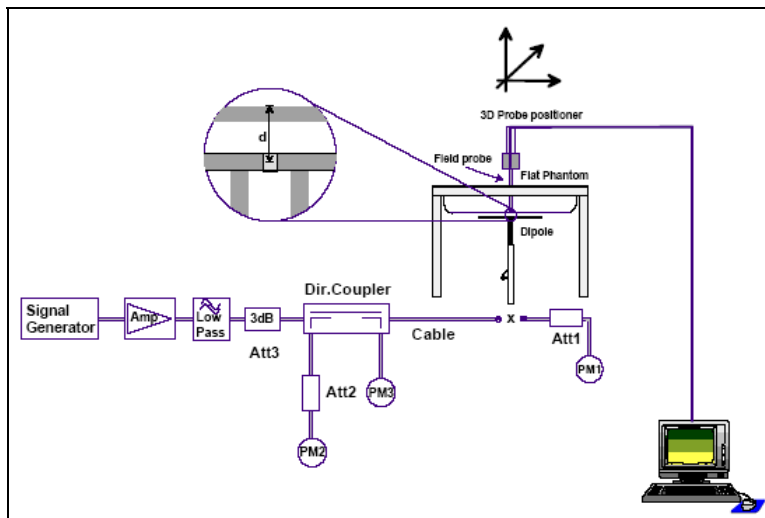 3D Probe positioner
d
Field probe
Flat Phantom
Dipole
Dir.Coupler
Signal
Generator
Amp
Low
Pass
3dB
Att3
Cable
x
Att1
PM1
Att2
PM3
PM2